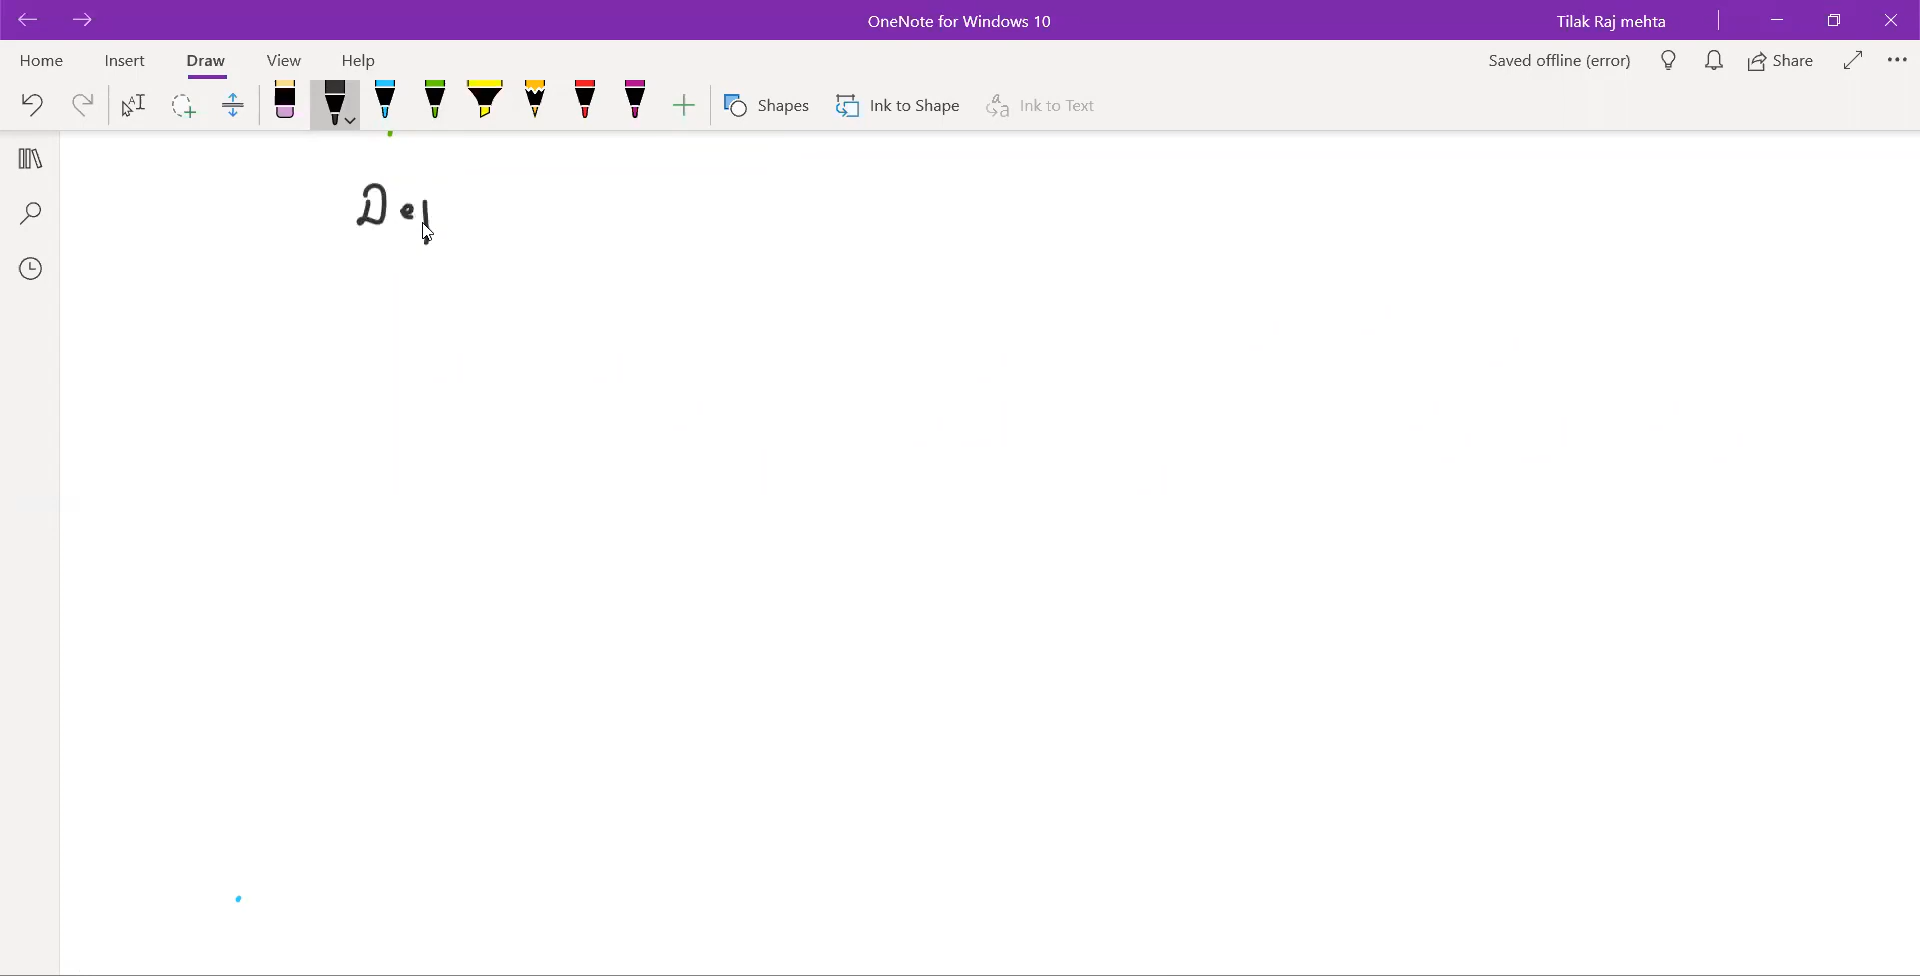 OneNote for Windows 10
Tilak Raj mehta
Home Insert Draw View Help
Saved offline (error) Share
Shapes Ink to Shape Ink to Text